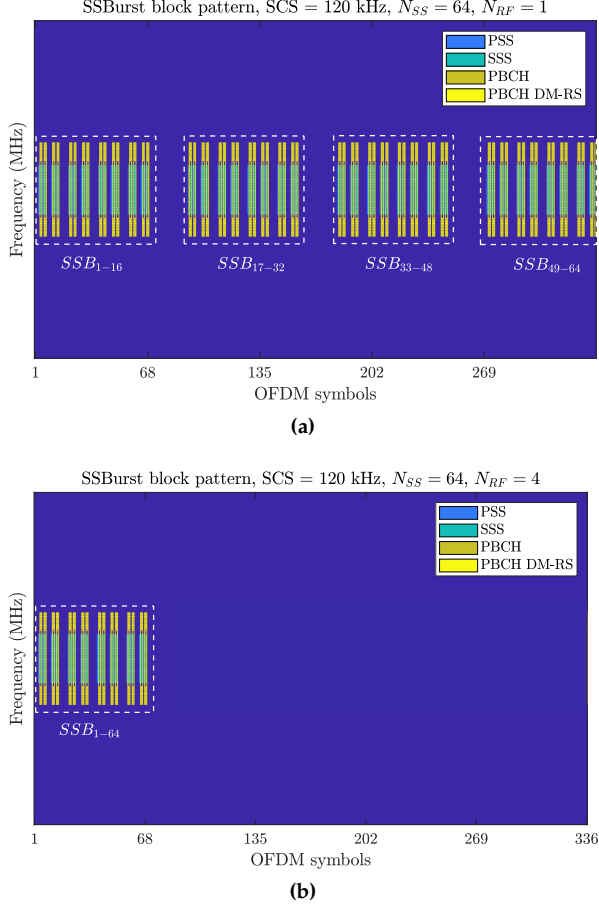 SSBurst block pattern, SCS = 120 kHz, N_SS = 64, N_RF = 1
PSS
SSS
PBCH
PBCH DM-RS
Frequency (MHz)
SSB_1−16
SSB_17−32
SSB_33−48
SSB_49−64
1 68 135 202 269
OFDM symbols
(a)
SSBurst block pattern, SCS = 120 kHz, N_SS = 64, N_RF = 4
PSS
SSS
PBCH
PBCH DM-RS
Frequency (MHz)
SSB_1−64
1 68 135 202 269 336
OFDM symbols
(b)